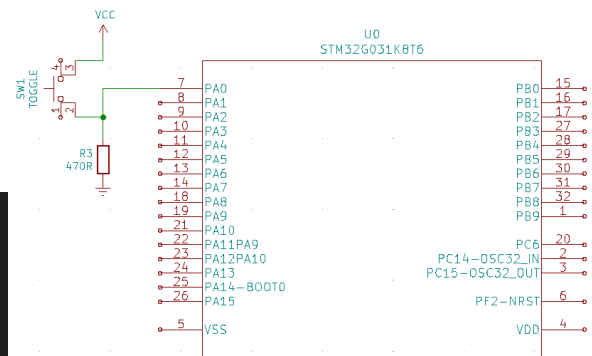 VCC
U0
STM32G031K8T6
SW1
TOGGLE
4
3
1
2
R3
470R
7 PA0
8 PA1
9 PA2
10 PA3
11 PA4
12 PA5
13 PA6
14 PA7
18 PA8
19 PA9
21 PA10
22 PA11PA9
23 PA12PA10
24 PA13
25 PA14-BOOT0
26 PA15
5 VSS
PB0 15
PB1 16
PB2 17
PB3 27
PB4 28
PB5 29
PB6 30
PB7 31
PB8 32
PB9 1
PC6 20
PC14-OSC32_IN 2
PC15-OSC32_OUT 3
PF2-NRST 6
VDD 4